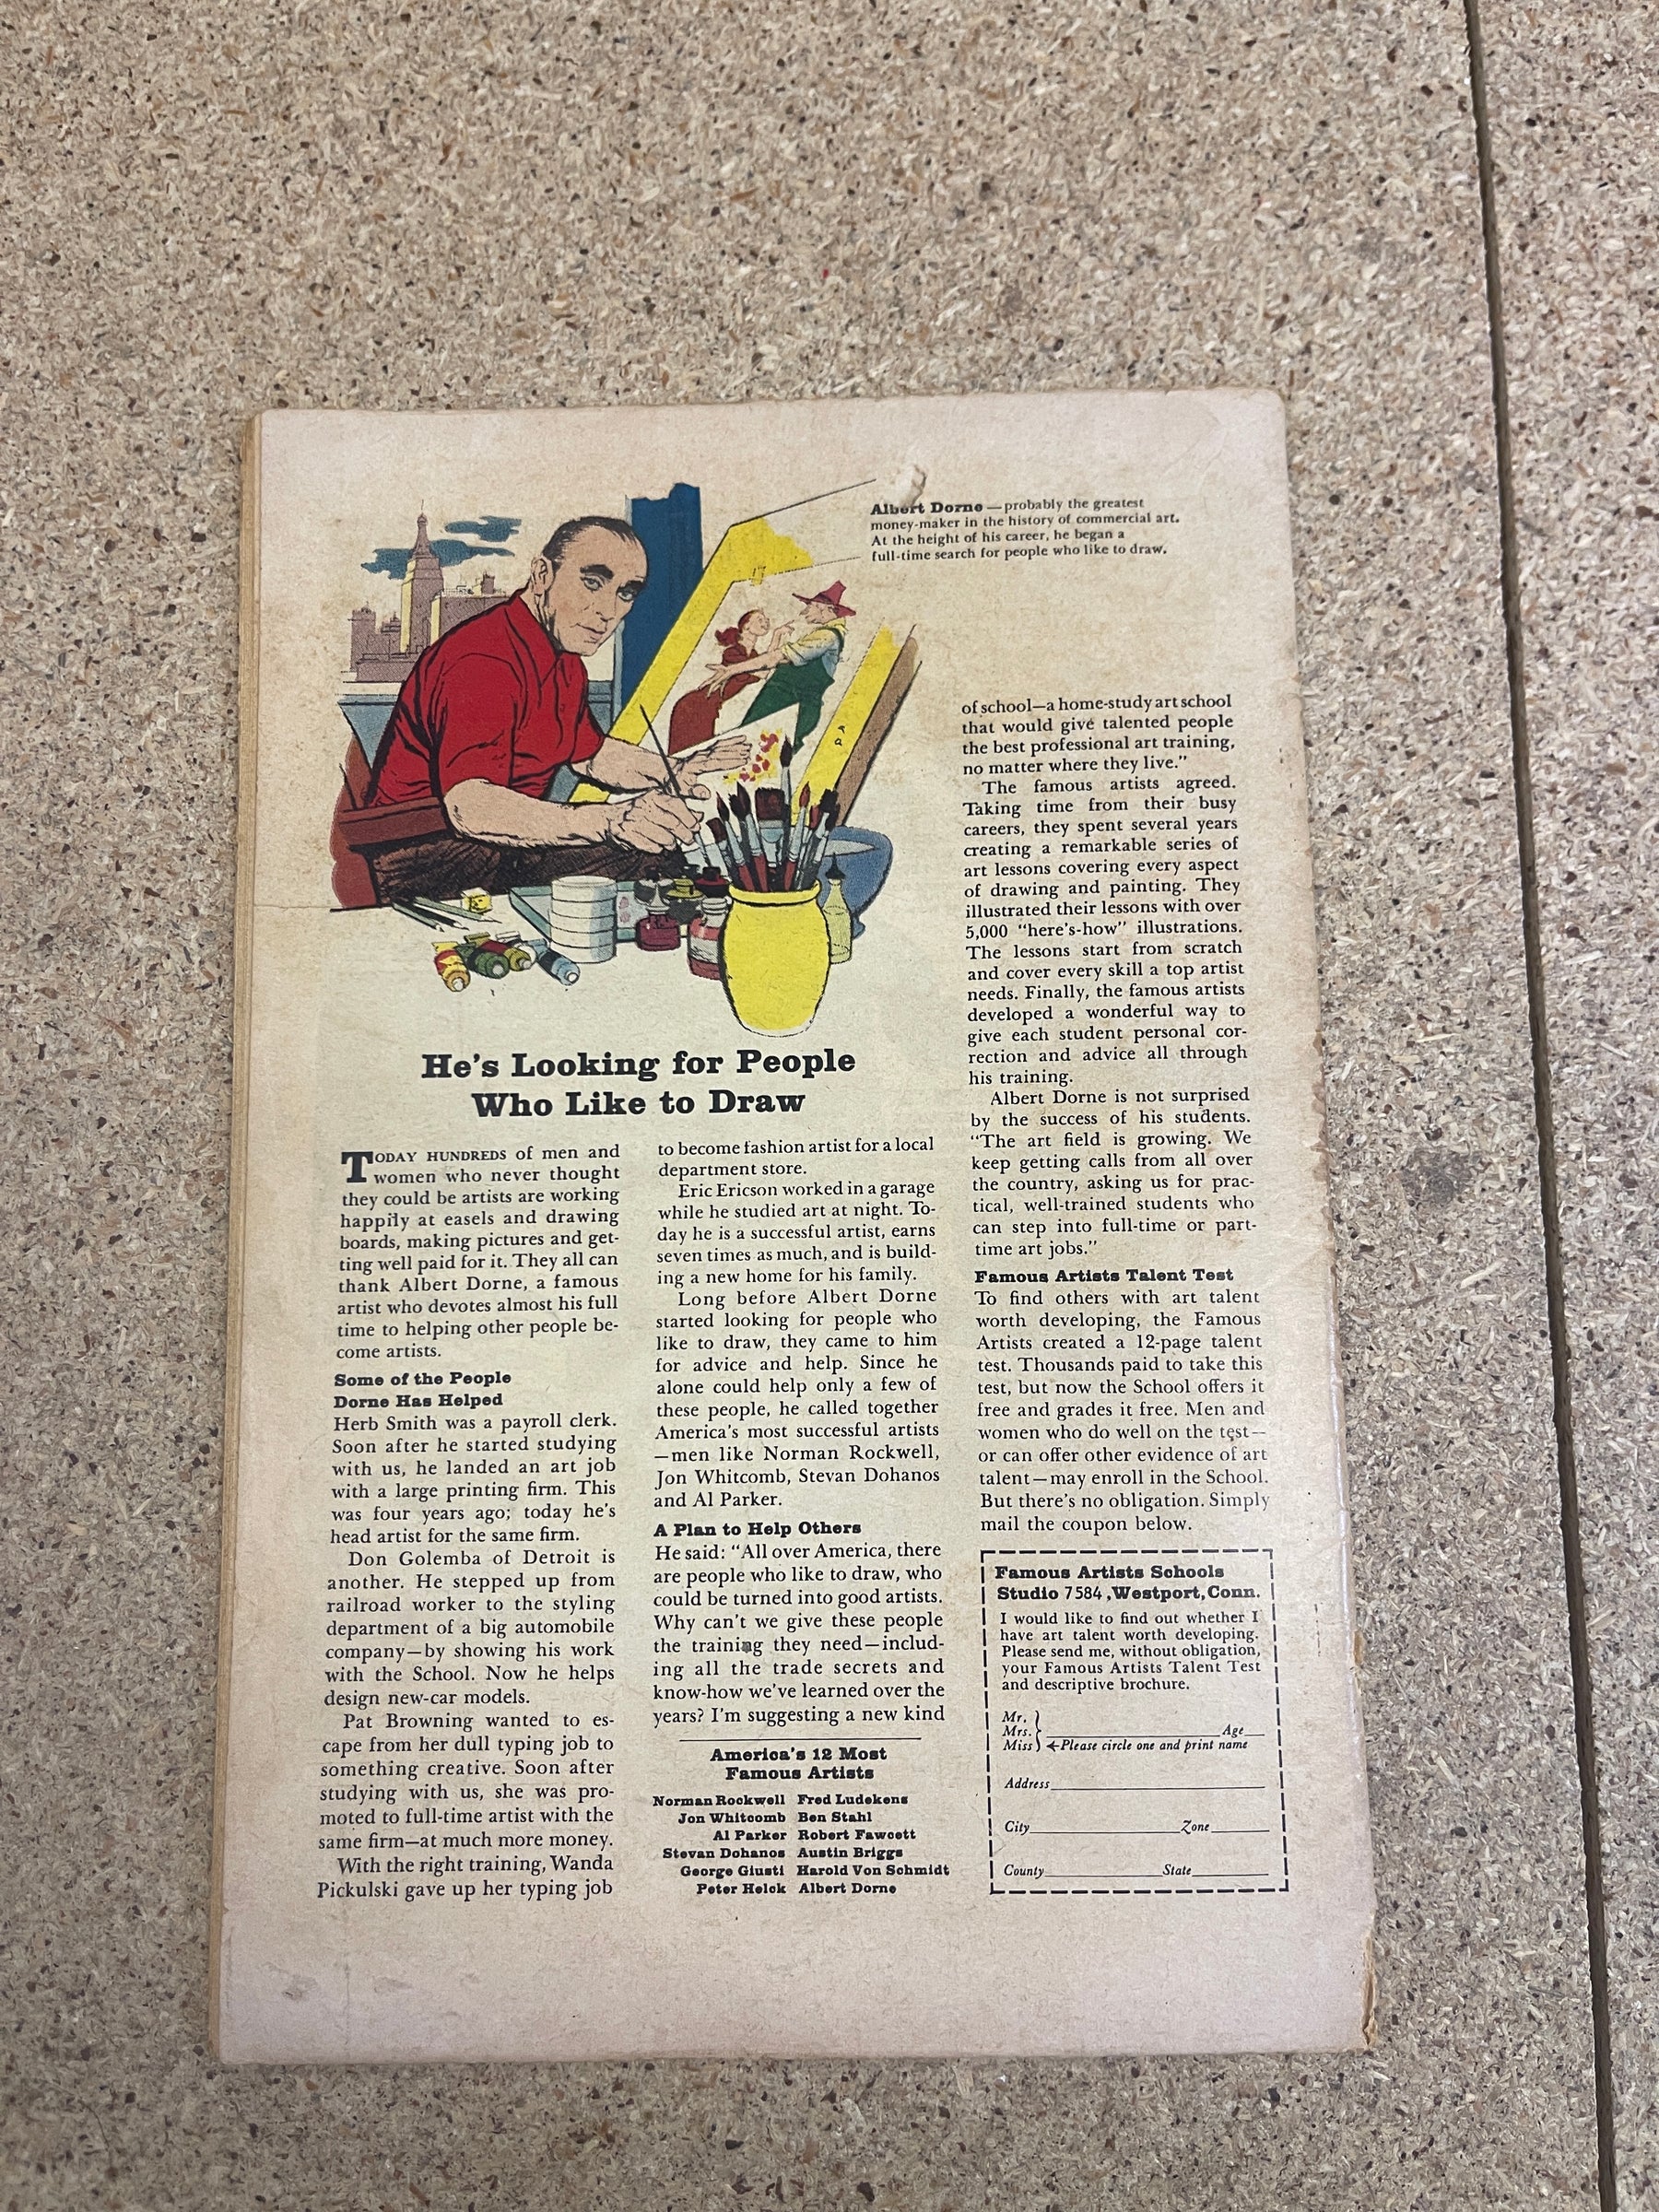 Albert Dorne — probably the greatest
money-maker in the history of commercial art.
At the height of his career, he began a
full-time search for people who like to draw.
He's Looking for People
Who Like to Draw
TODAY HUNDREDS of men and
women who never thought
they could be artists are working
happily at easels and drawing
boards, making pictures and get-
ting well paid for it. They all can
thank Albert Dorne, a famous
artist who devotes almost his full
time to helping other people be-
come artists.
Some of the People
Dorne Has Helped
Herb Smith was a payroll clerk.
Soon after he started studying
with us, he landed an art job
with a large printing firm. This
was four years ago; today he's
head artist for the same firm.
Don Golemba of Detroit is
another. He stepped up from
railroad worker to the styling
department of a big automobile
company—by showing his work
with the School. Now he helps
design new-car models.
Pat Browning wanted to es-
cape from her dull typing job to
something creative. Soon after
studying with us, she was pro-
moted to full-time artist with the
same firm—at much more money.
With the right training, Wanda
Pickulski gave up her typing job
to become fashion artist for a local
department store.
Eric Ericson worked in a garage
while he studied art at night. To-
day he is a successful artist, earns
seven times as much, and is build-
ing a new home for his family.
Long before Albert Dorne
started looking for people who
like to draw, they came to him
for advice and help. Since he
alone could help only a few of
these people, he called together
America's most successful artists
—men like Norman Rockwell,
Jon Whitcomb, Stevan Dohanos
and Al Parker.
A Plan to Help Others
He said: "All over America, there
are people who like to draw, who
could be turned into good artists.
Why can't we give these people
the training they need—includ-
ing all the trade secrets and
know-how we've learned over the
years? I'm suggesting a new kind
America's 12 Most
Famous Artists
Norman Rockwell Fred Ludekens
Jon Whitcomb Ben Stahl
Al Parker Robert Fawcett
Stevan Dohanos Austin Briggs
George Giusti Harold Von Schmidt
Peter Helck Albert Dorne
of school—a home-study art school
that would give talented people
the best professional art training,
no matter where they live."
The famous artists agreed.
Taking time from their busy
careers, they spent several years
creating a remarkable series of
art lessons covering every aspect
of drawing and painting. They
illustrated their lessons with over
5,000 "here's-how" illustrations.
The lessons start from scratch
and cover every skill a top artist
needs. Finally, the famous artists
developed a wonderful way to
give each student personal cor-
rection and advice all through
his training.
Albert Dorne is not surprised
by the success of his students.
"The art field is growing. We
keep getting calls from all over
the country, asking us for prac-
tical, well-trained students who
can step into full-time or part-
time art jobs."
Famous Artists Talent Test
To find others with art talent
worth developing, the Famous
Artists created a 12-page talent
test. Thousands paid to take this
test, but now the School offers it
free and grades it free. Men and
women who do well on the test—
or can offer other evidence of art
talent—may enroll in the School.
But there's no obligation. Simply
mail the coupon below.
Famous Artists Schools
Studio 7584, Westport, Conn.
I would like to find out whether I
have art talent worth developing.
Please send me, without obligation,
your Famous Artists Talent Test
and descriptive brochure.
Mr.
Mrs. Age
Miss ←Please circle one and print name
Address
City Zone
County State